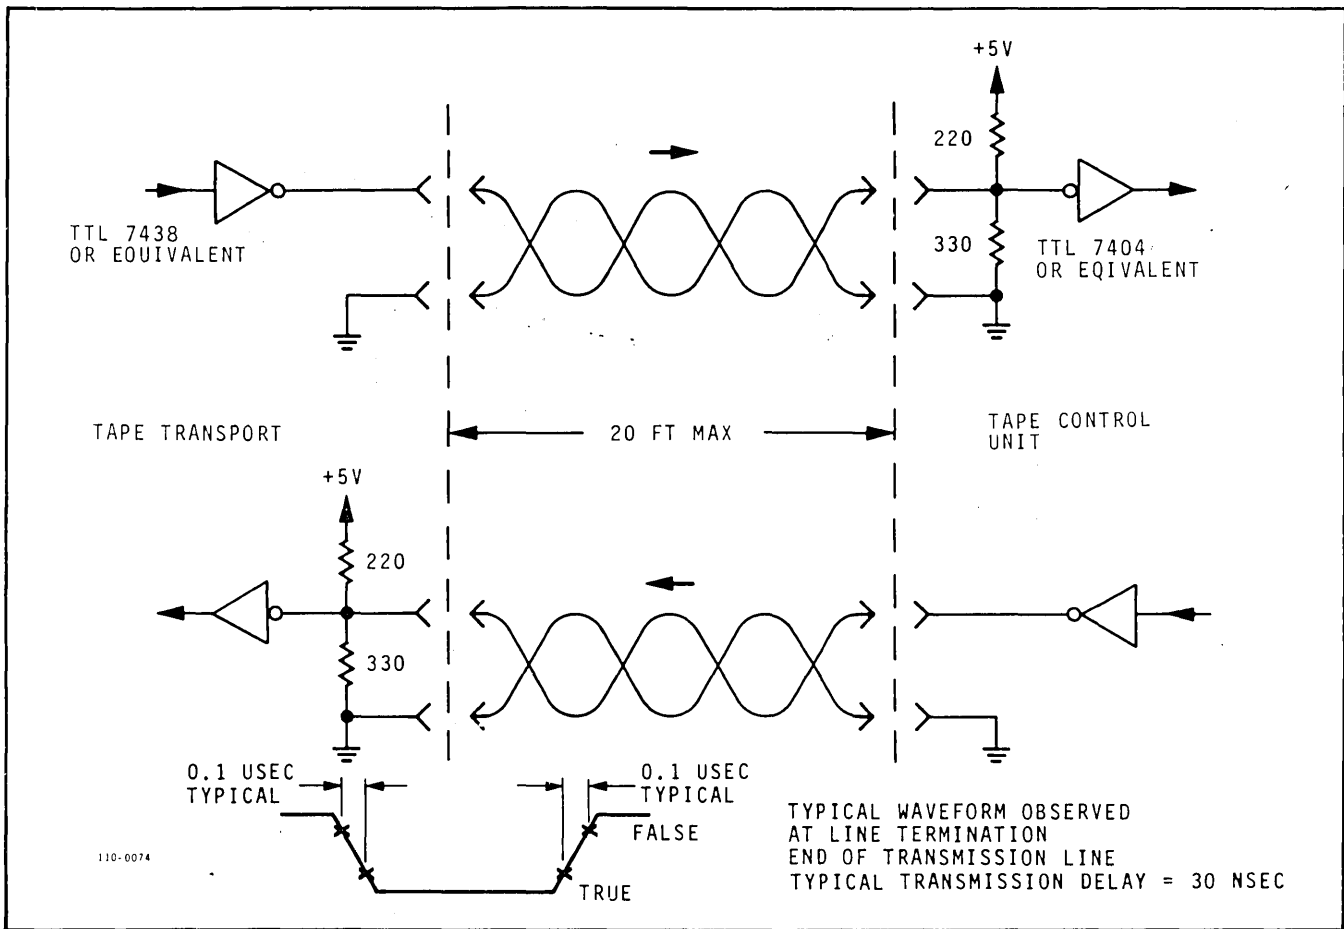 +5V
220
TTL 7438
OR EQUIVALENT
330
TTL 7404
OR EQIVALENT
TAPE TRANSPORT
20 FT MAX
TAPE CONTROL
UNIT
+5V
220
330
0.1 USEC
TYPICAL
0.1 USEC
TYPICAL
FALSE
TRUE
TYPICAL WAVEFORM OBSERVED
AT LINE TERMINATION
END OF TRANSMISSION LINE
TYPICAL TRANSMISSION DELAY = 30 NSEC
110-0074